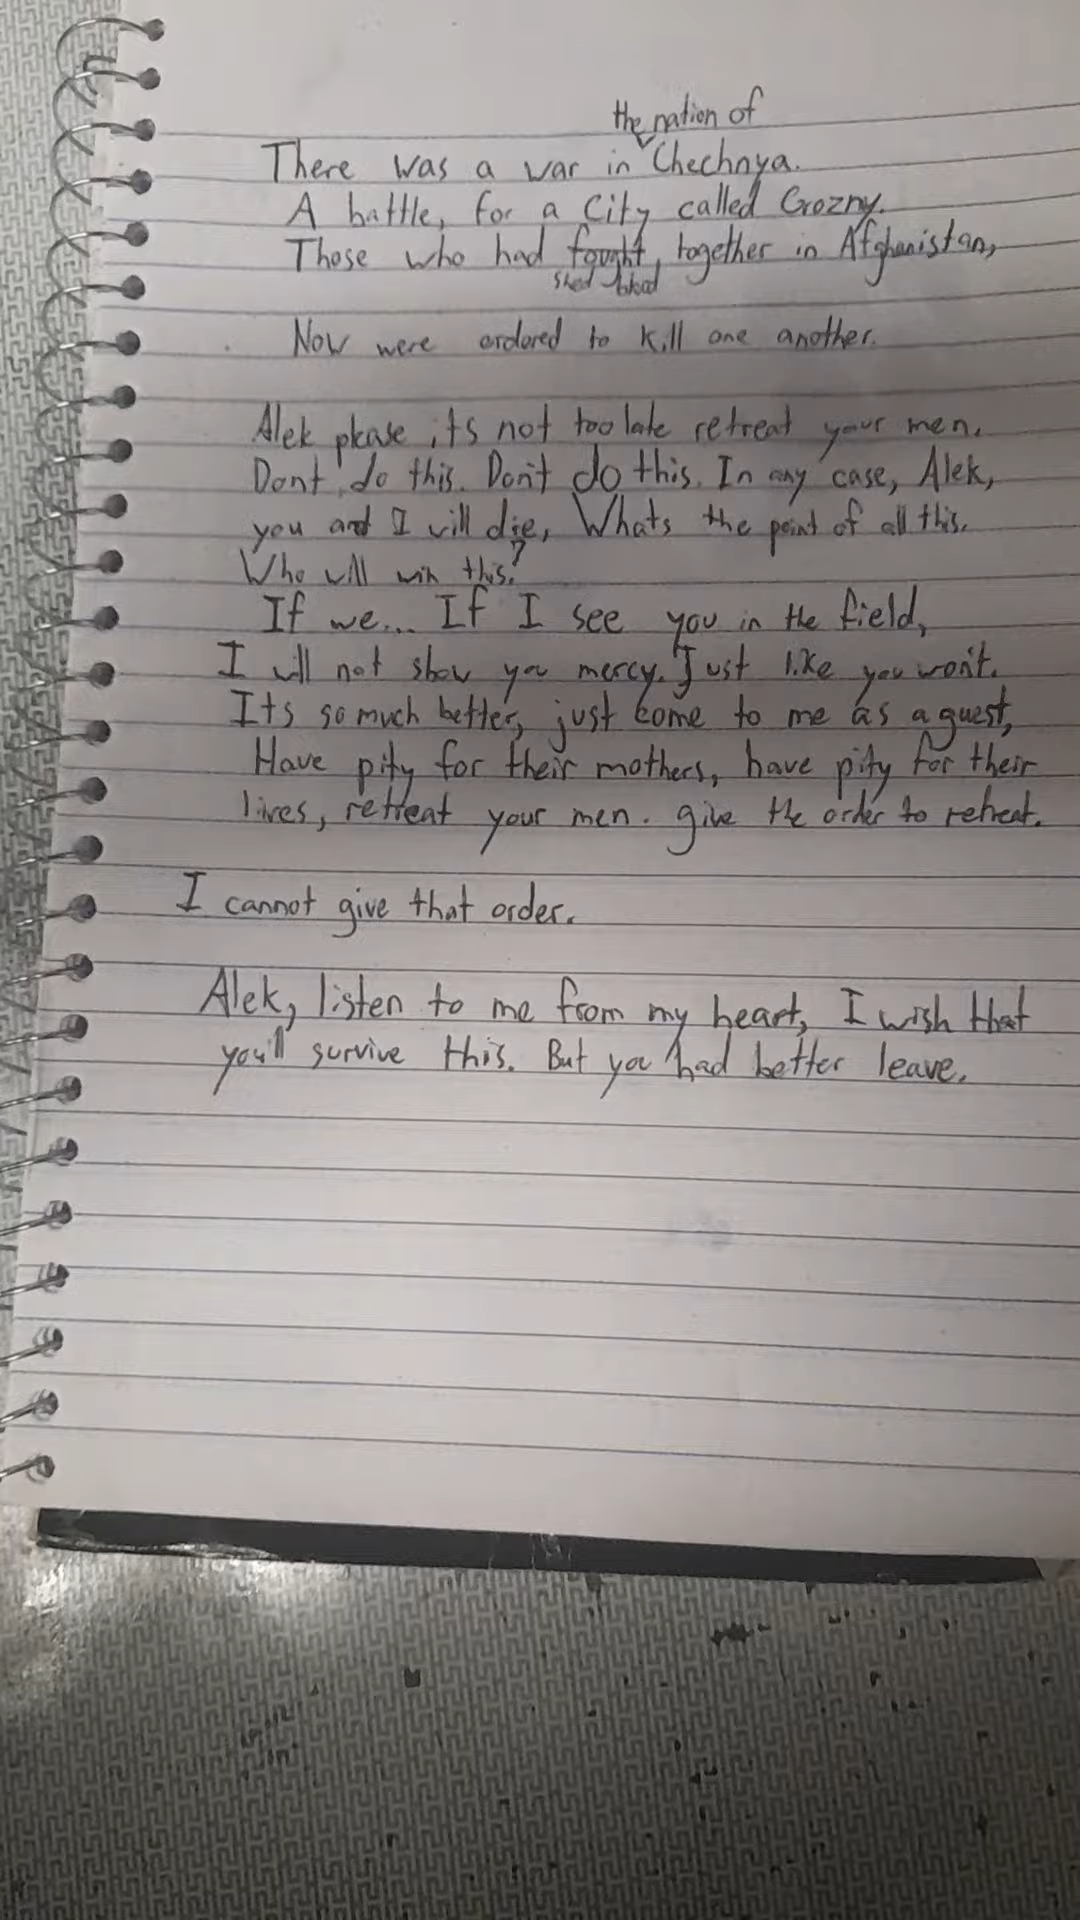 the nation of
There was a war in Chechnya.
A battle, for a City called Grozny.
Those who had fought, together in Afghanistan,
shed blood
Now were ordered to kill one another.
Alek please its not too late retreat your men.
Dont do this. Don't do this. In any case, Alek,
you and I will die, Whats the point of all this.
Who will win this?
If we... If I see you in the field,
I will not show you mercy. Just like you won't.
Its so much better, just come to me as a guest,
Have pity for their mothers, have pity for their
lives, retreat your men. give the order to retreat.
I cannot give that order.
Alek, listen to me from my heart, I wish that
you'll survive this. But you had better leave.